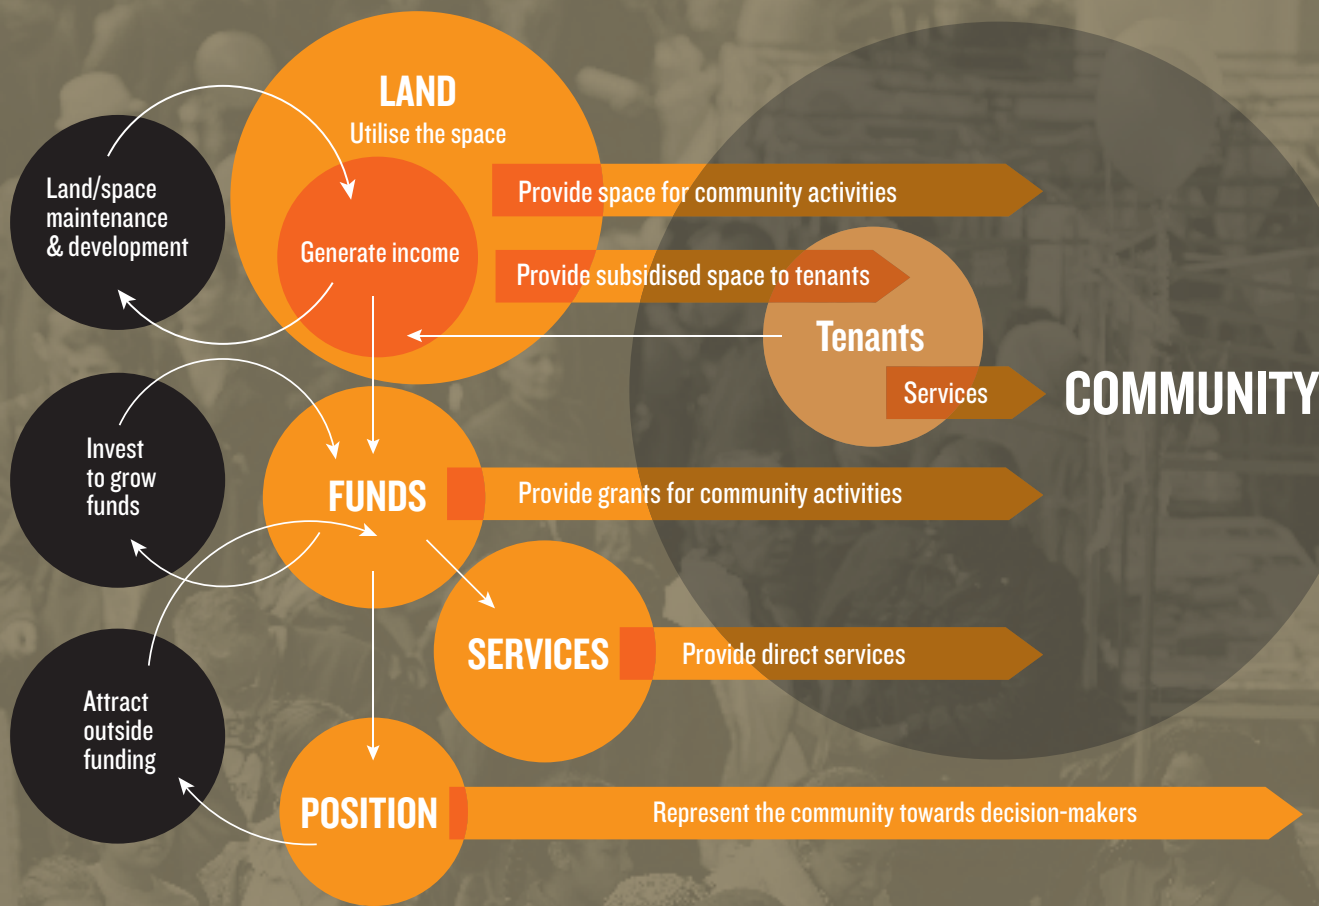 LAND
Utilise the space
Land/space
maintenance
& development
Provide space for community activities
Generate income
Provide subsidised space to tenants
Tenants
Services
COMMUNITY
Invest
to grow
funds
FUNDS
Provide grants for community activities
SERVICES
Provide direct services
Attract
outside
funding
POSITION
Represent the community towards decision-makers